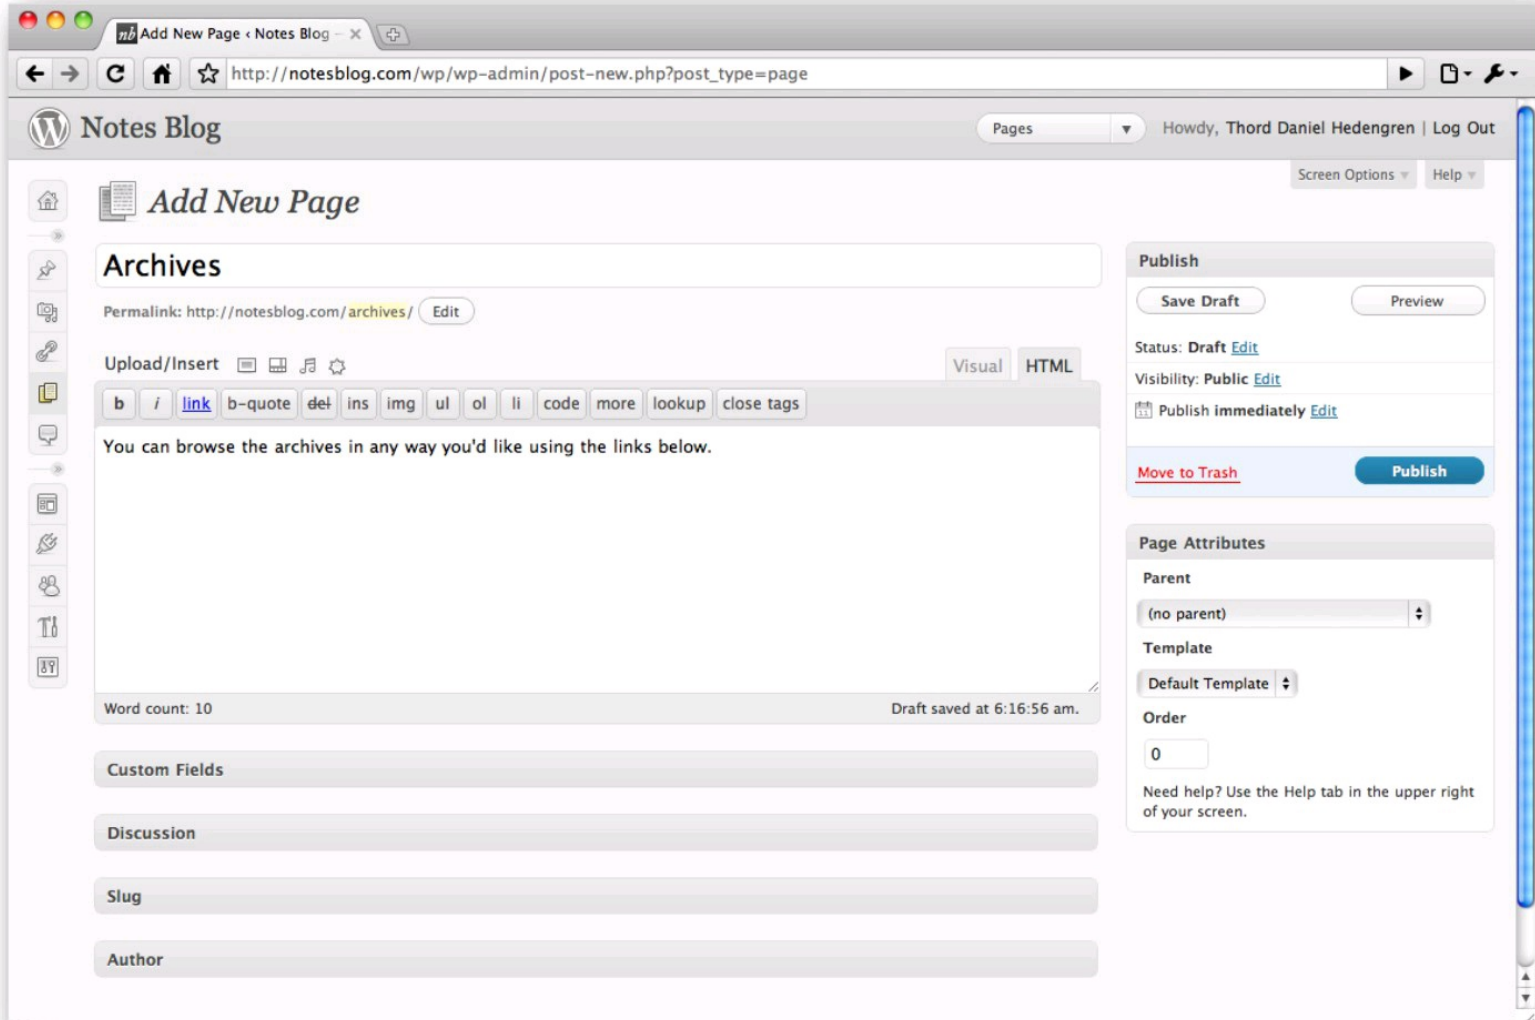 nb Add New Page ‹ Notes Blog –
http://notesblog.com/wp/wp-admin/post-new.php?post_type=page
Notes Blog
Pages
Howdy, Thord Daniel Hedengren | Log Out
Screen Options
Help
Add New Page
Archives
Permalink: http://notesblog.com/archives/ Edit
Upload/Insert
Visual
HTML
b i link b-quote del ins img ul ol li code more lookup close tags
You can browse the archives in any way you'd like using the links below.
Word count: 10
Draft saved at 6:16:56 am.
Custom Fields
Discussion
Slug
Author
Publish
Save Draft
Preview
Status: Draft Edit
Visibility: Public Edit
Publish immediately Edit
Move to Trash
Publish
Page Attributes
Parent
(no parent)
Template
Default Template
Order
0
Need help? Use the Help tab in the upper right
of your screen.